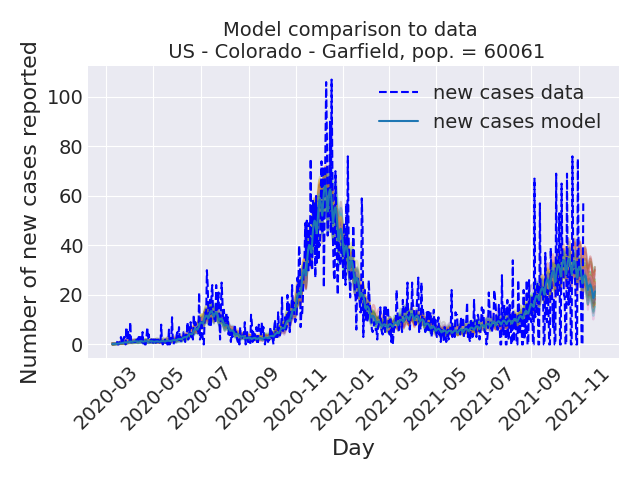 Model comparison to data
US - Colorado - Garfield, pop. = 60061
Number of new cases reported
100
80
60
40
20
0
new cases data
new cases model
2020-03
2020-05
2020-07
2020-09
2020-11
2021-01
2021-03
2021-05
2021-07
2021-09
2021-11
Day